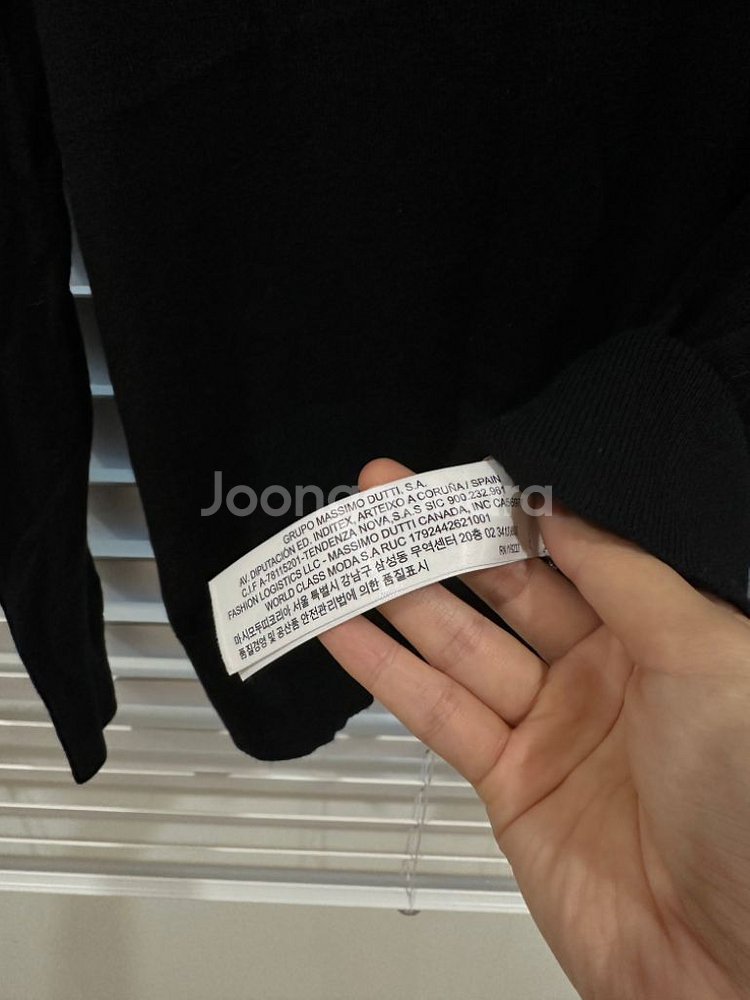 GRUPO MASSIMO DUTTI, S.A.
AV. DIPUTACIÓN ED. INDITEX, ARTEIXO A CORUÑA / SPAIN
C.I.F. A-78115201-TENDENZA NOVA,S.A.S SIC 900.232.961
FASHION LOGISTICS LLC - MASSIMO DUTTI CANADA, INC
WORLD CLASS MODA S.A RUC 1792442621001
마시모두띠코리아 서울 특별시 강남구 삼성동 무역센터 20층 02
품질경영 및 공산품 안전관리법에 의한 품질표시